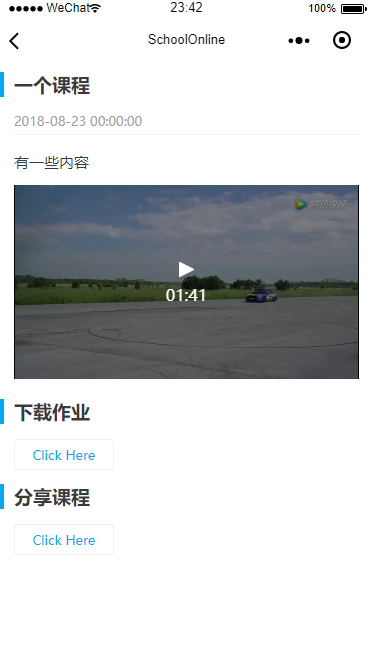 WeChat
23:42
100%
SchoolOnline
一个课程
2018-08-23 00:00:00
有一些内容
01:41
下载作业
Click Here
分享课程
Click Here